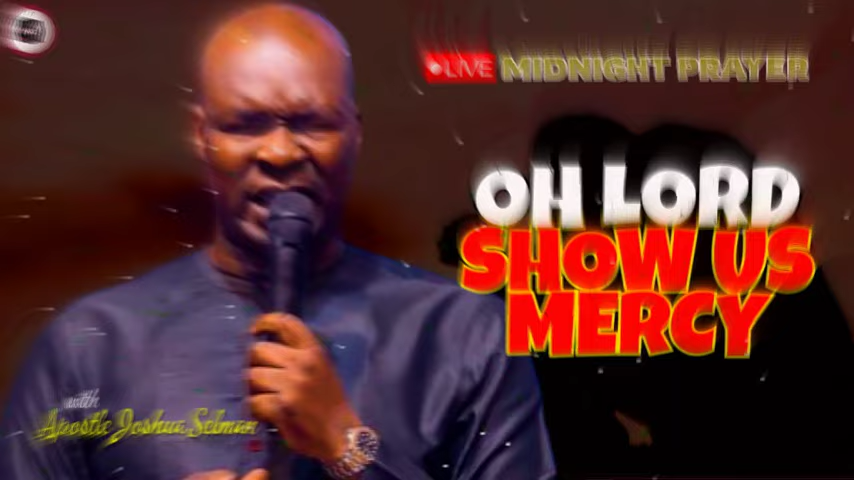 LIVE MIDNIGHT PRAYER
OH LORD
SHOW US
MERCY
with
Apostle Joshua Selman